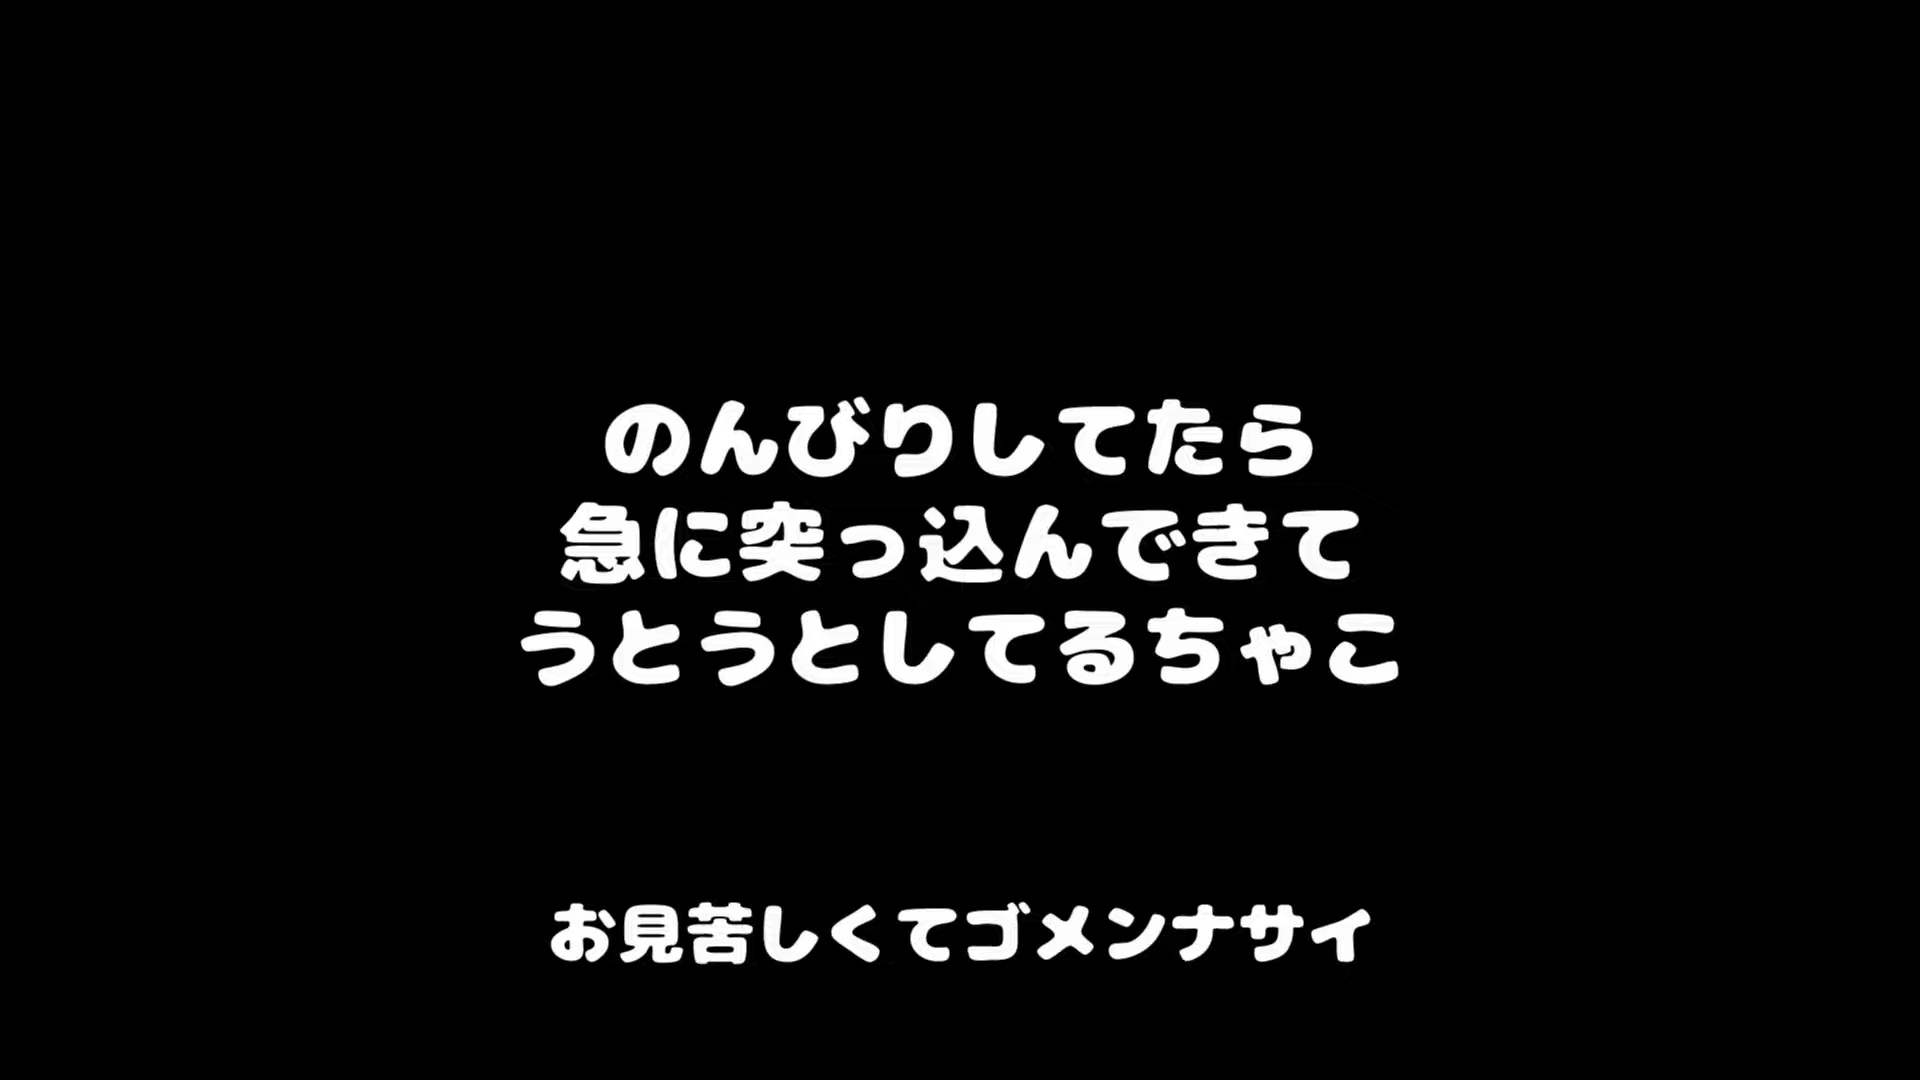 のんびりしてたら
急に突っ込んできて
うとうとしてるちゃこ
お見苦しくてゴメンナサイ